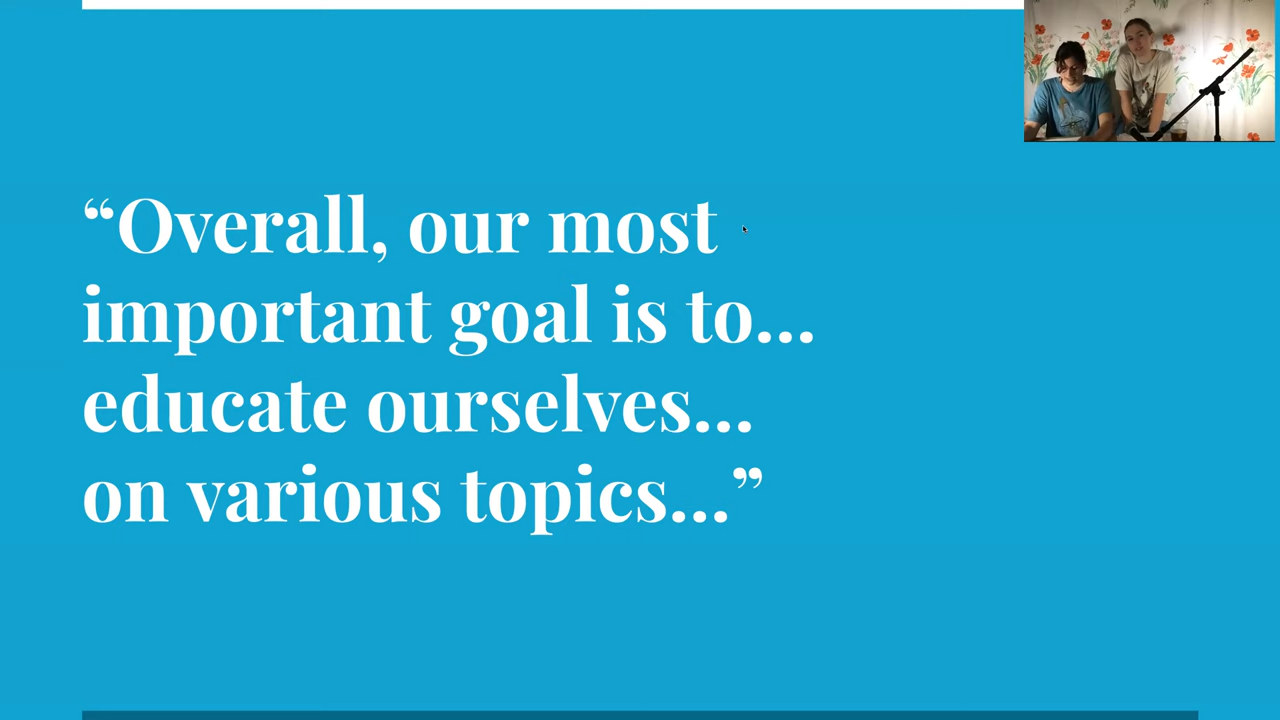 “Overall, our most
important goal is to...
educate ourselves...
on various topics...”